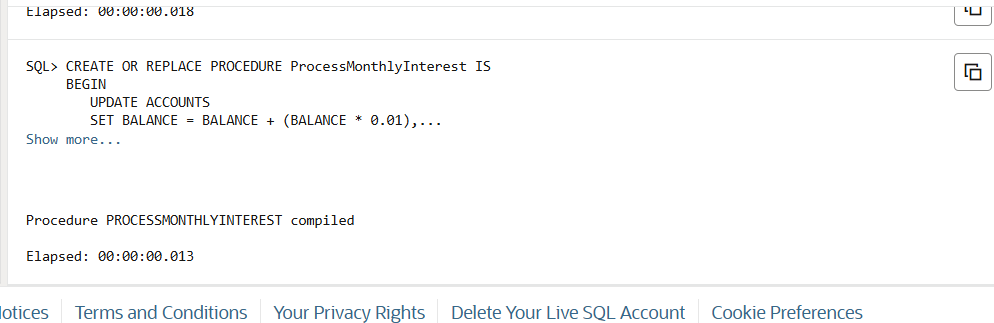 Elapsed: 00:00:00.018
SQL> CREATE OR REPLACE PROCEDURE ProcessMonthlyInterest IS
BEGIN
UPDATE ACCOUNTS
SET BALANCE = BALANCE + (BALANCE * 0.01),...
Show more...
Procedure PROCESSMONTHLYINTEREST compiled
Elapsed: 00:00:00.013
otices Terms and Conditions Your Privacy Rights Delete Your Live SQL Account Cookie Preferences